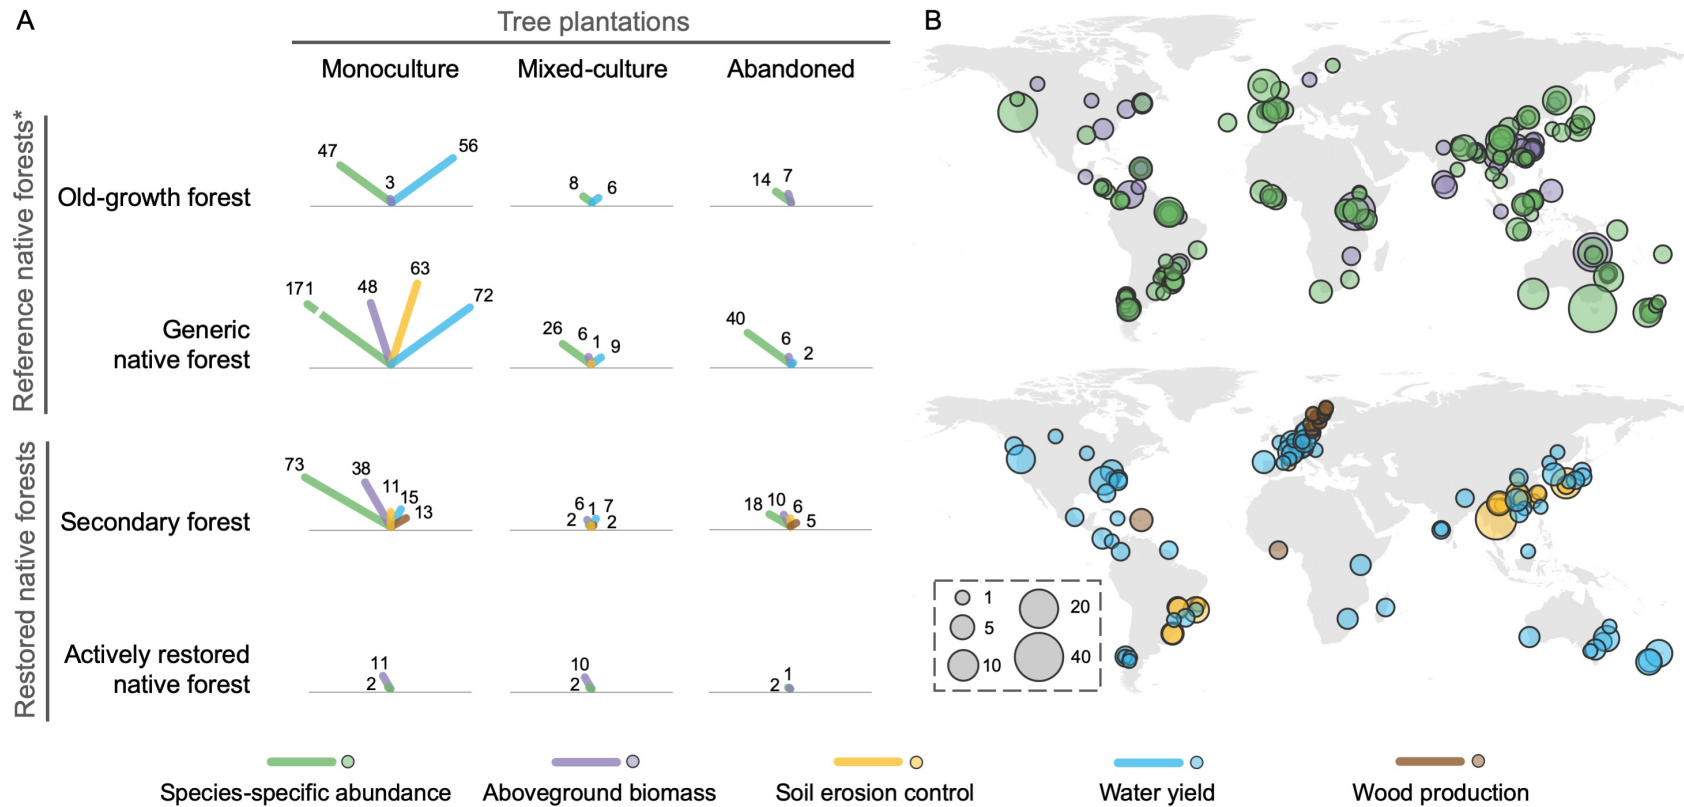 A
Tree plantations
Monoculture
Mixed-culture
Abandoned
Reference native forests*
Old-growth forest
47
3
56
8
6
14
7
Generic
native forest
171
48
63
72
26
6
1
9
40
6
2
Restored native forests
Secondary forest
73
38
11
15
13
2
6
1
7
2
18
10
6
5
Actively restored
native forest
11
2
10
2
2
1
B
1
5
10
20
40
Species-specific abundance
Aboveground biomass
Soil erosion control
Water yield
Wood production